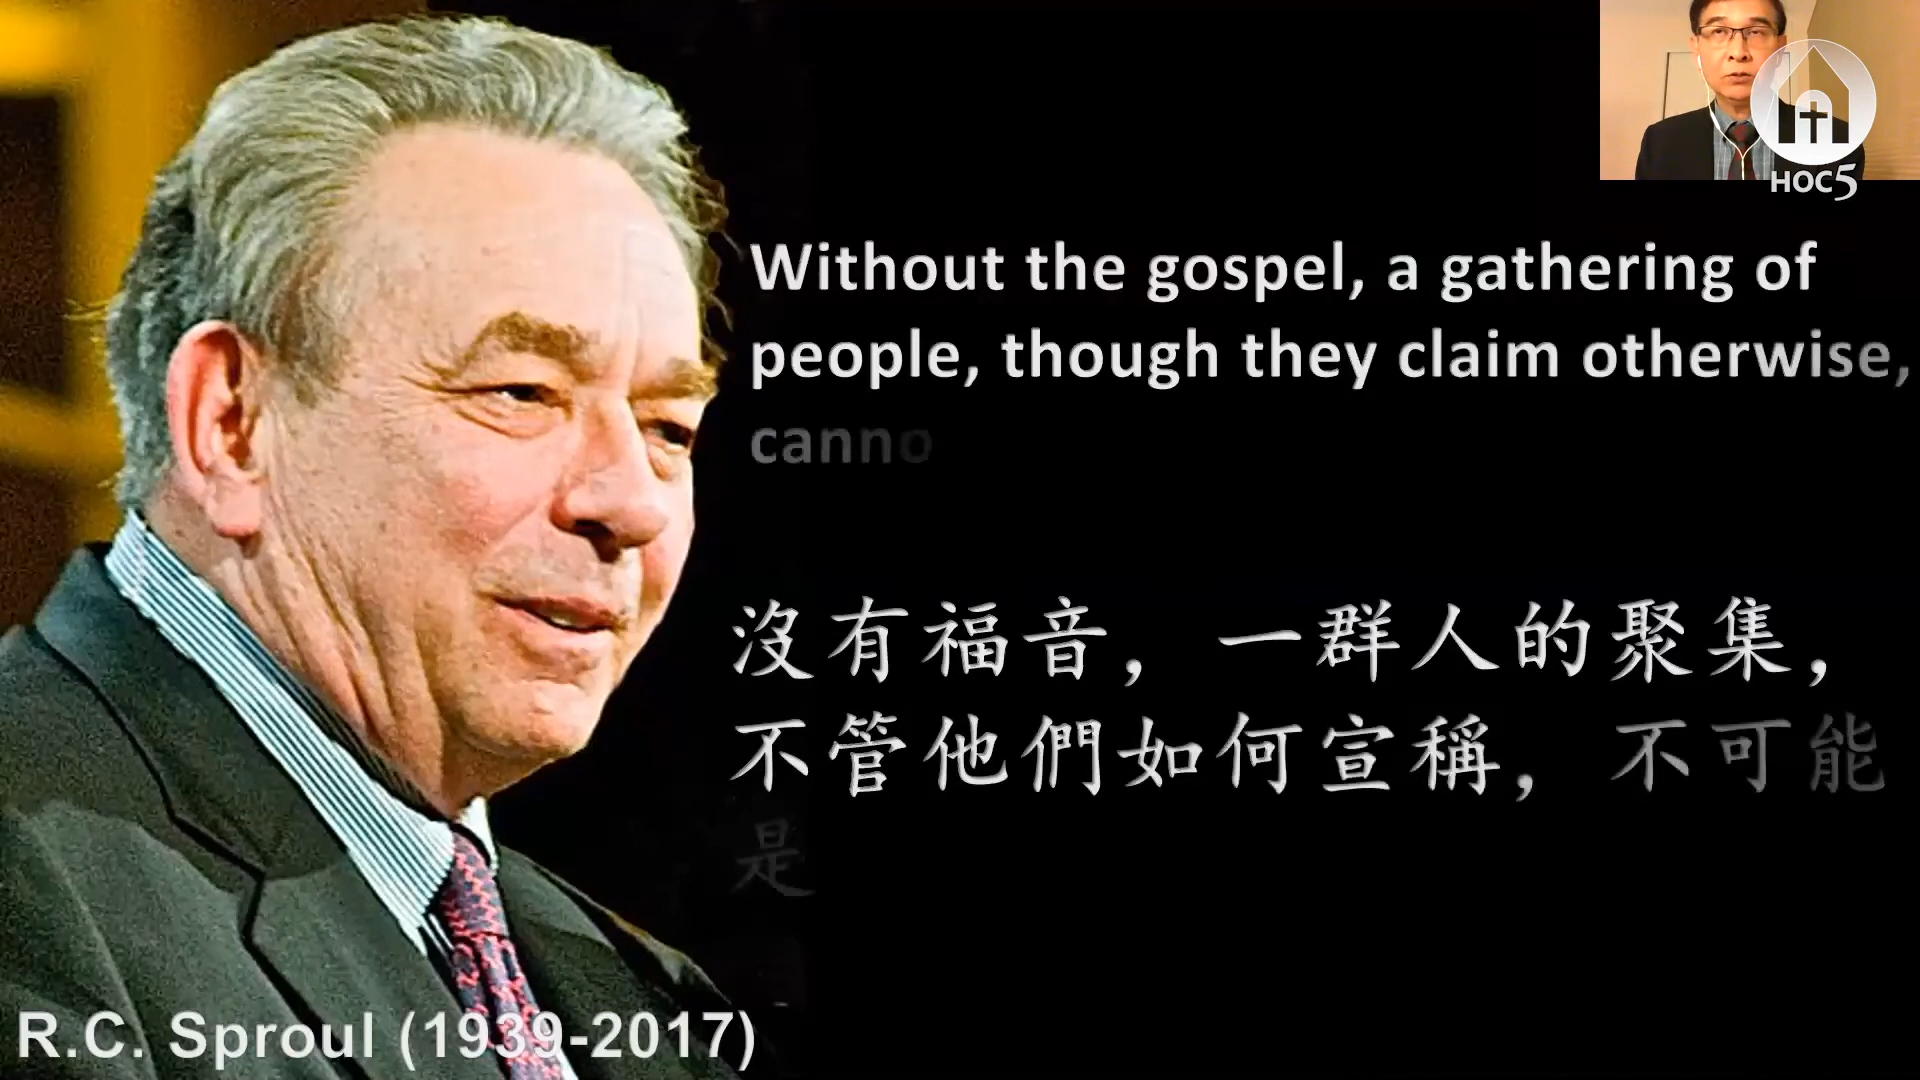 HOC5
Without the gospel, a gathering of
people, though they claim otherwise,
canno
沒有福音，一群人的聚集，
不管他們如何宣稱，不可能
是
R.C. Sproul (1939-2017)